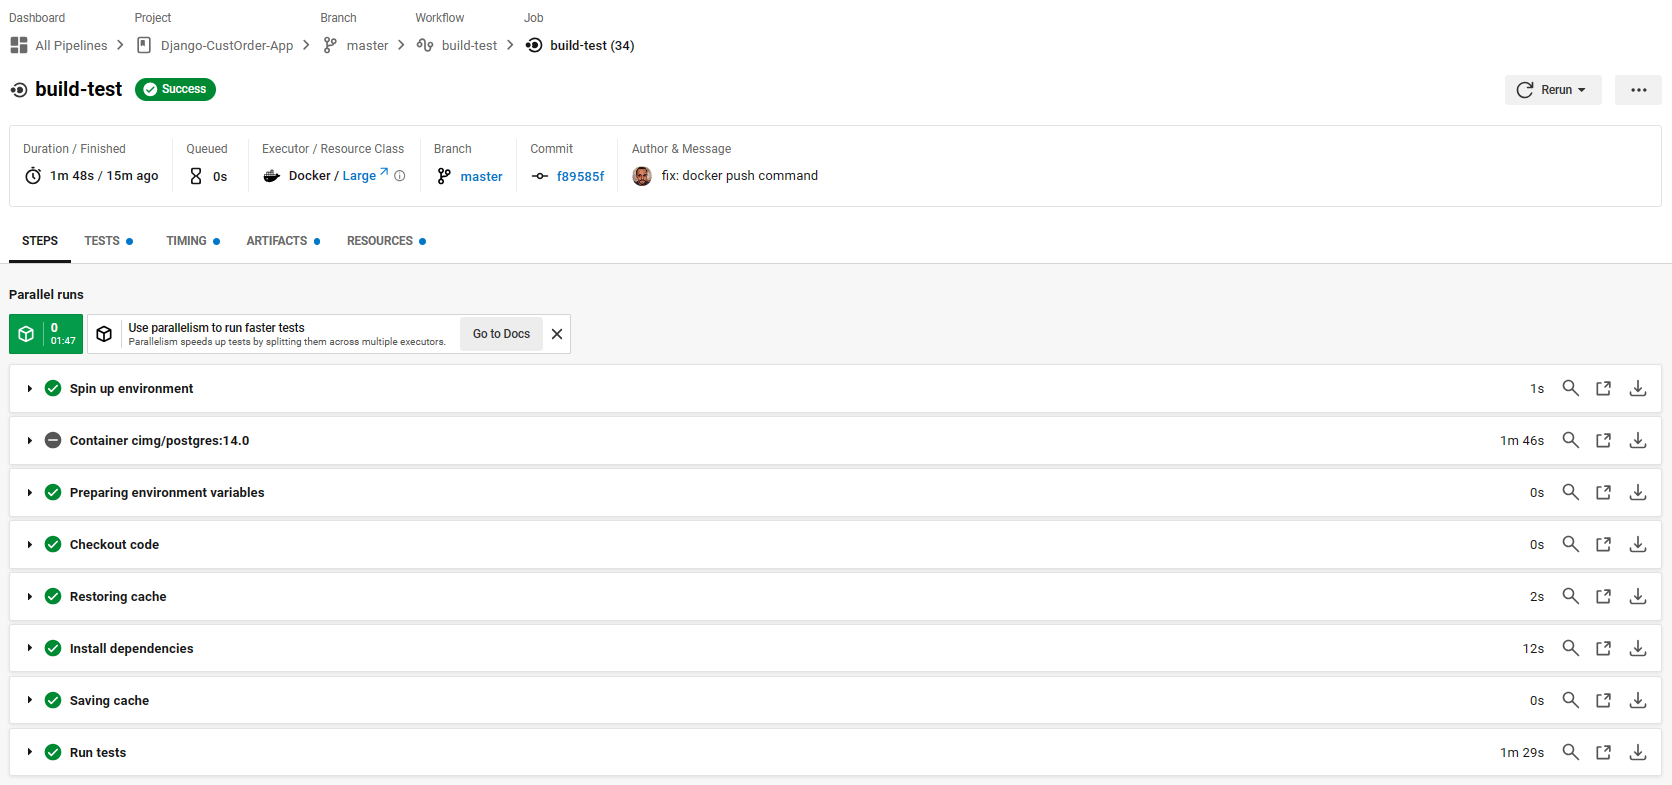 Dashboard Project Branch Workflow Job
All Pipelines Django-CustOrder-App master build-test build-test (34)
build-test Success Rerun
Duration / Finished Queued Executor / Resource Class Branch Commit Author & Message
1m 48s / 15m ago 0s Docker / Large master f89585f fix: docker push command
STEPS TESTS TIMING ARTIFACTS RESOURCES
Parallel runs
0
01:47
Use parallelism to run faster tests
Parallelism speeds up tests by splitting them across multiple executors.
Go to Docs
Spin up environment 1s
Container cimg/postgres:14.0 1m 46s
Preparing environment variables 0s
Checkout code 0s
Restoring cache 2s
Install dependencies 12s
Saving cache 0s
Run tests 1m 29s